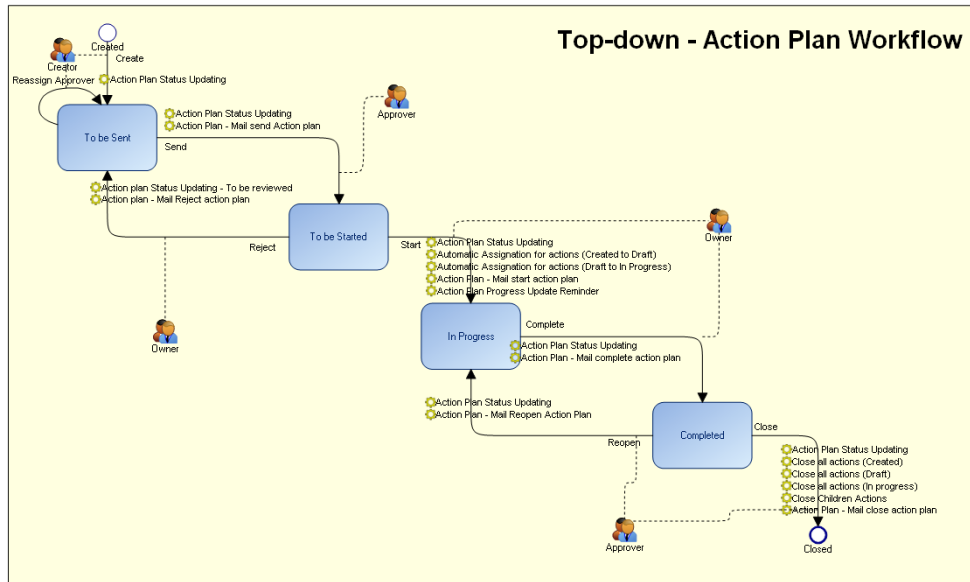 Top-down - Action Plan Workflow
Created
Create
Creator
Reassign Approver
Action Plan Status Updating
To be Sent
Action Plan Status Updating
Action Plan - Mail send Action plan
Send
Approver
Action plan Status Updating - To be reviewed
Action plan - Mail Reject action plan
To be Started
Reject
Start
Owner
Action Plan Status Updating
Automatic Assignation for actions (Created to Draft)
Automatic Assignation for actions (Draft to In Progress)
Action Plan - Mail start action plan
Action Plan Progress Update Reminder
Owner
In Progress
Complete
Action Plan Status Updating
Action Plan - Mail complete action plan
Action Plan Status Updating
Action Plan - Mail Reopen Action Plan
Reopen
Completed
Close
Action Plan Status Updating
Close all actions (Created)
Close all actions (Draft)
Close all actions (In progress)
Close Children Actions
Action Plan - Mail close action plan
Approver
Closed